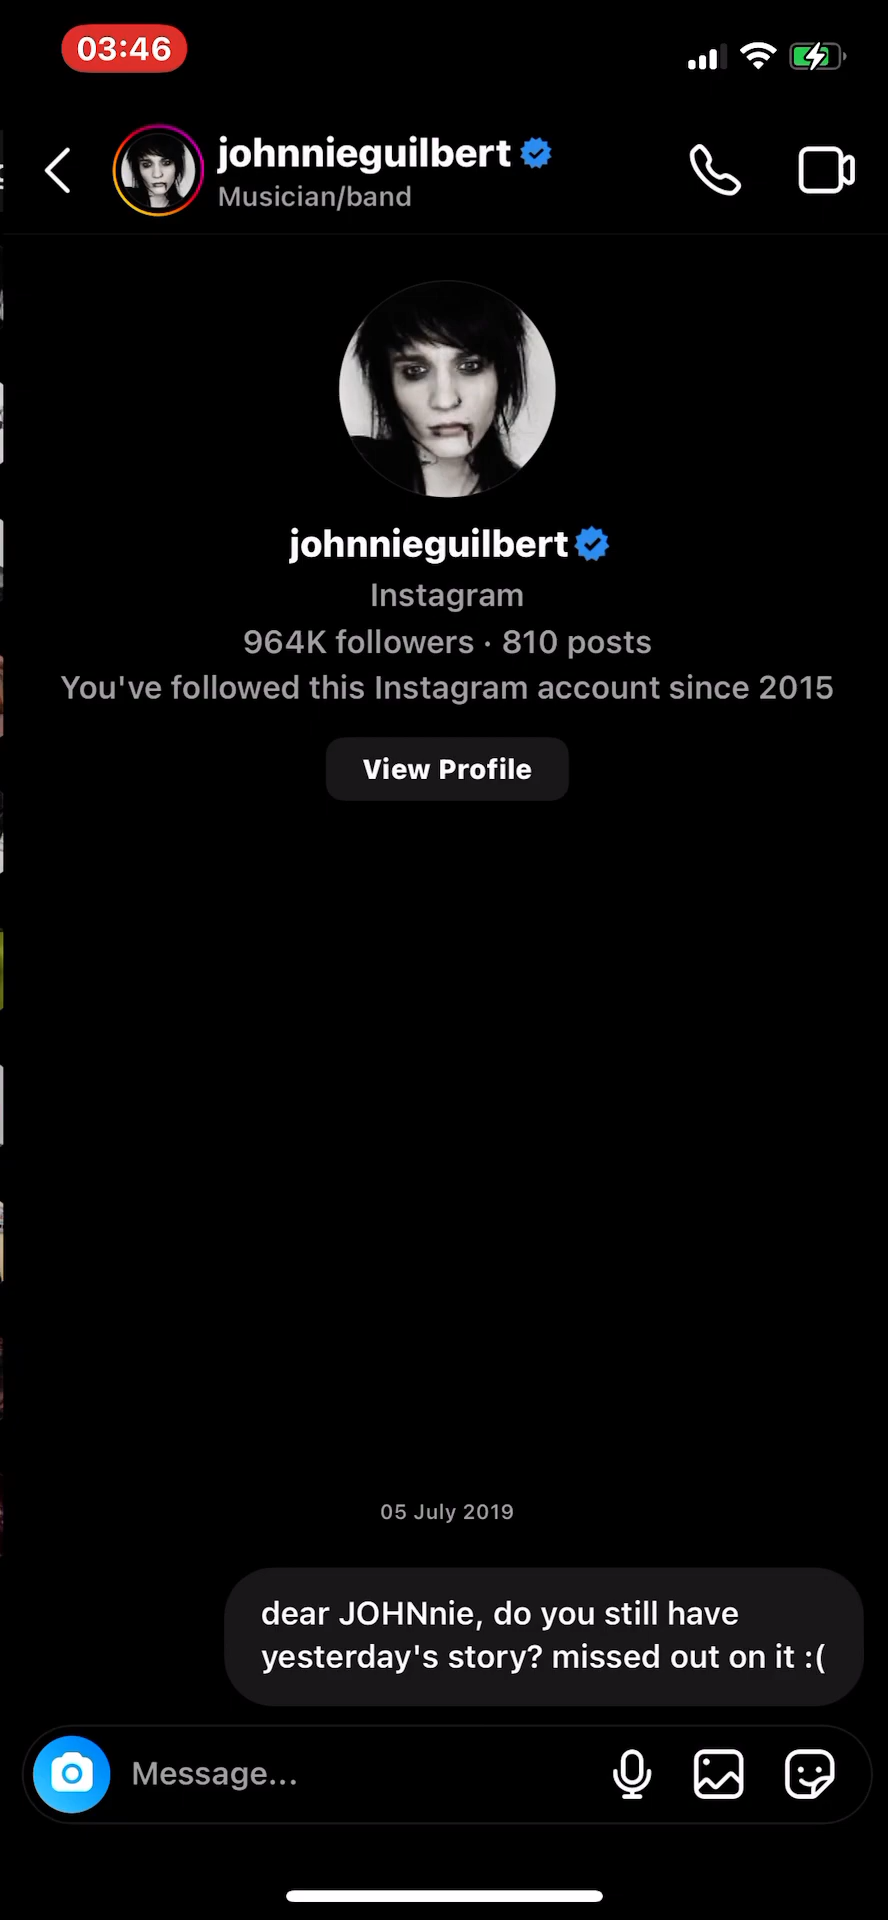 03:46
johnnieguilbert
Musician/band
johnnieguilbert
Instagram
964K followers · 810 posts
You've followed this Instagram account since 2015
View Profile
05 July 2019
dear JOHNnie, do you still have
yesterday's story? missed out on it :(
Message...